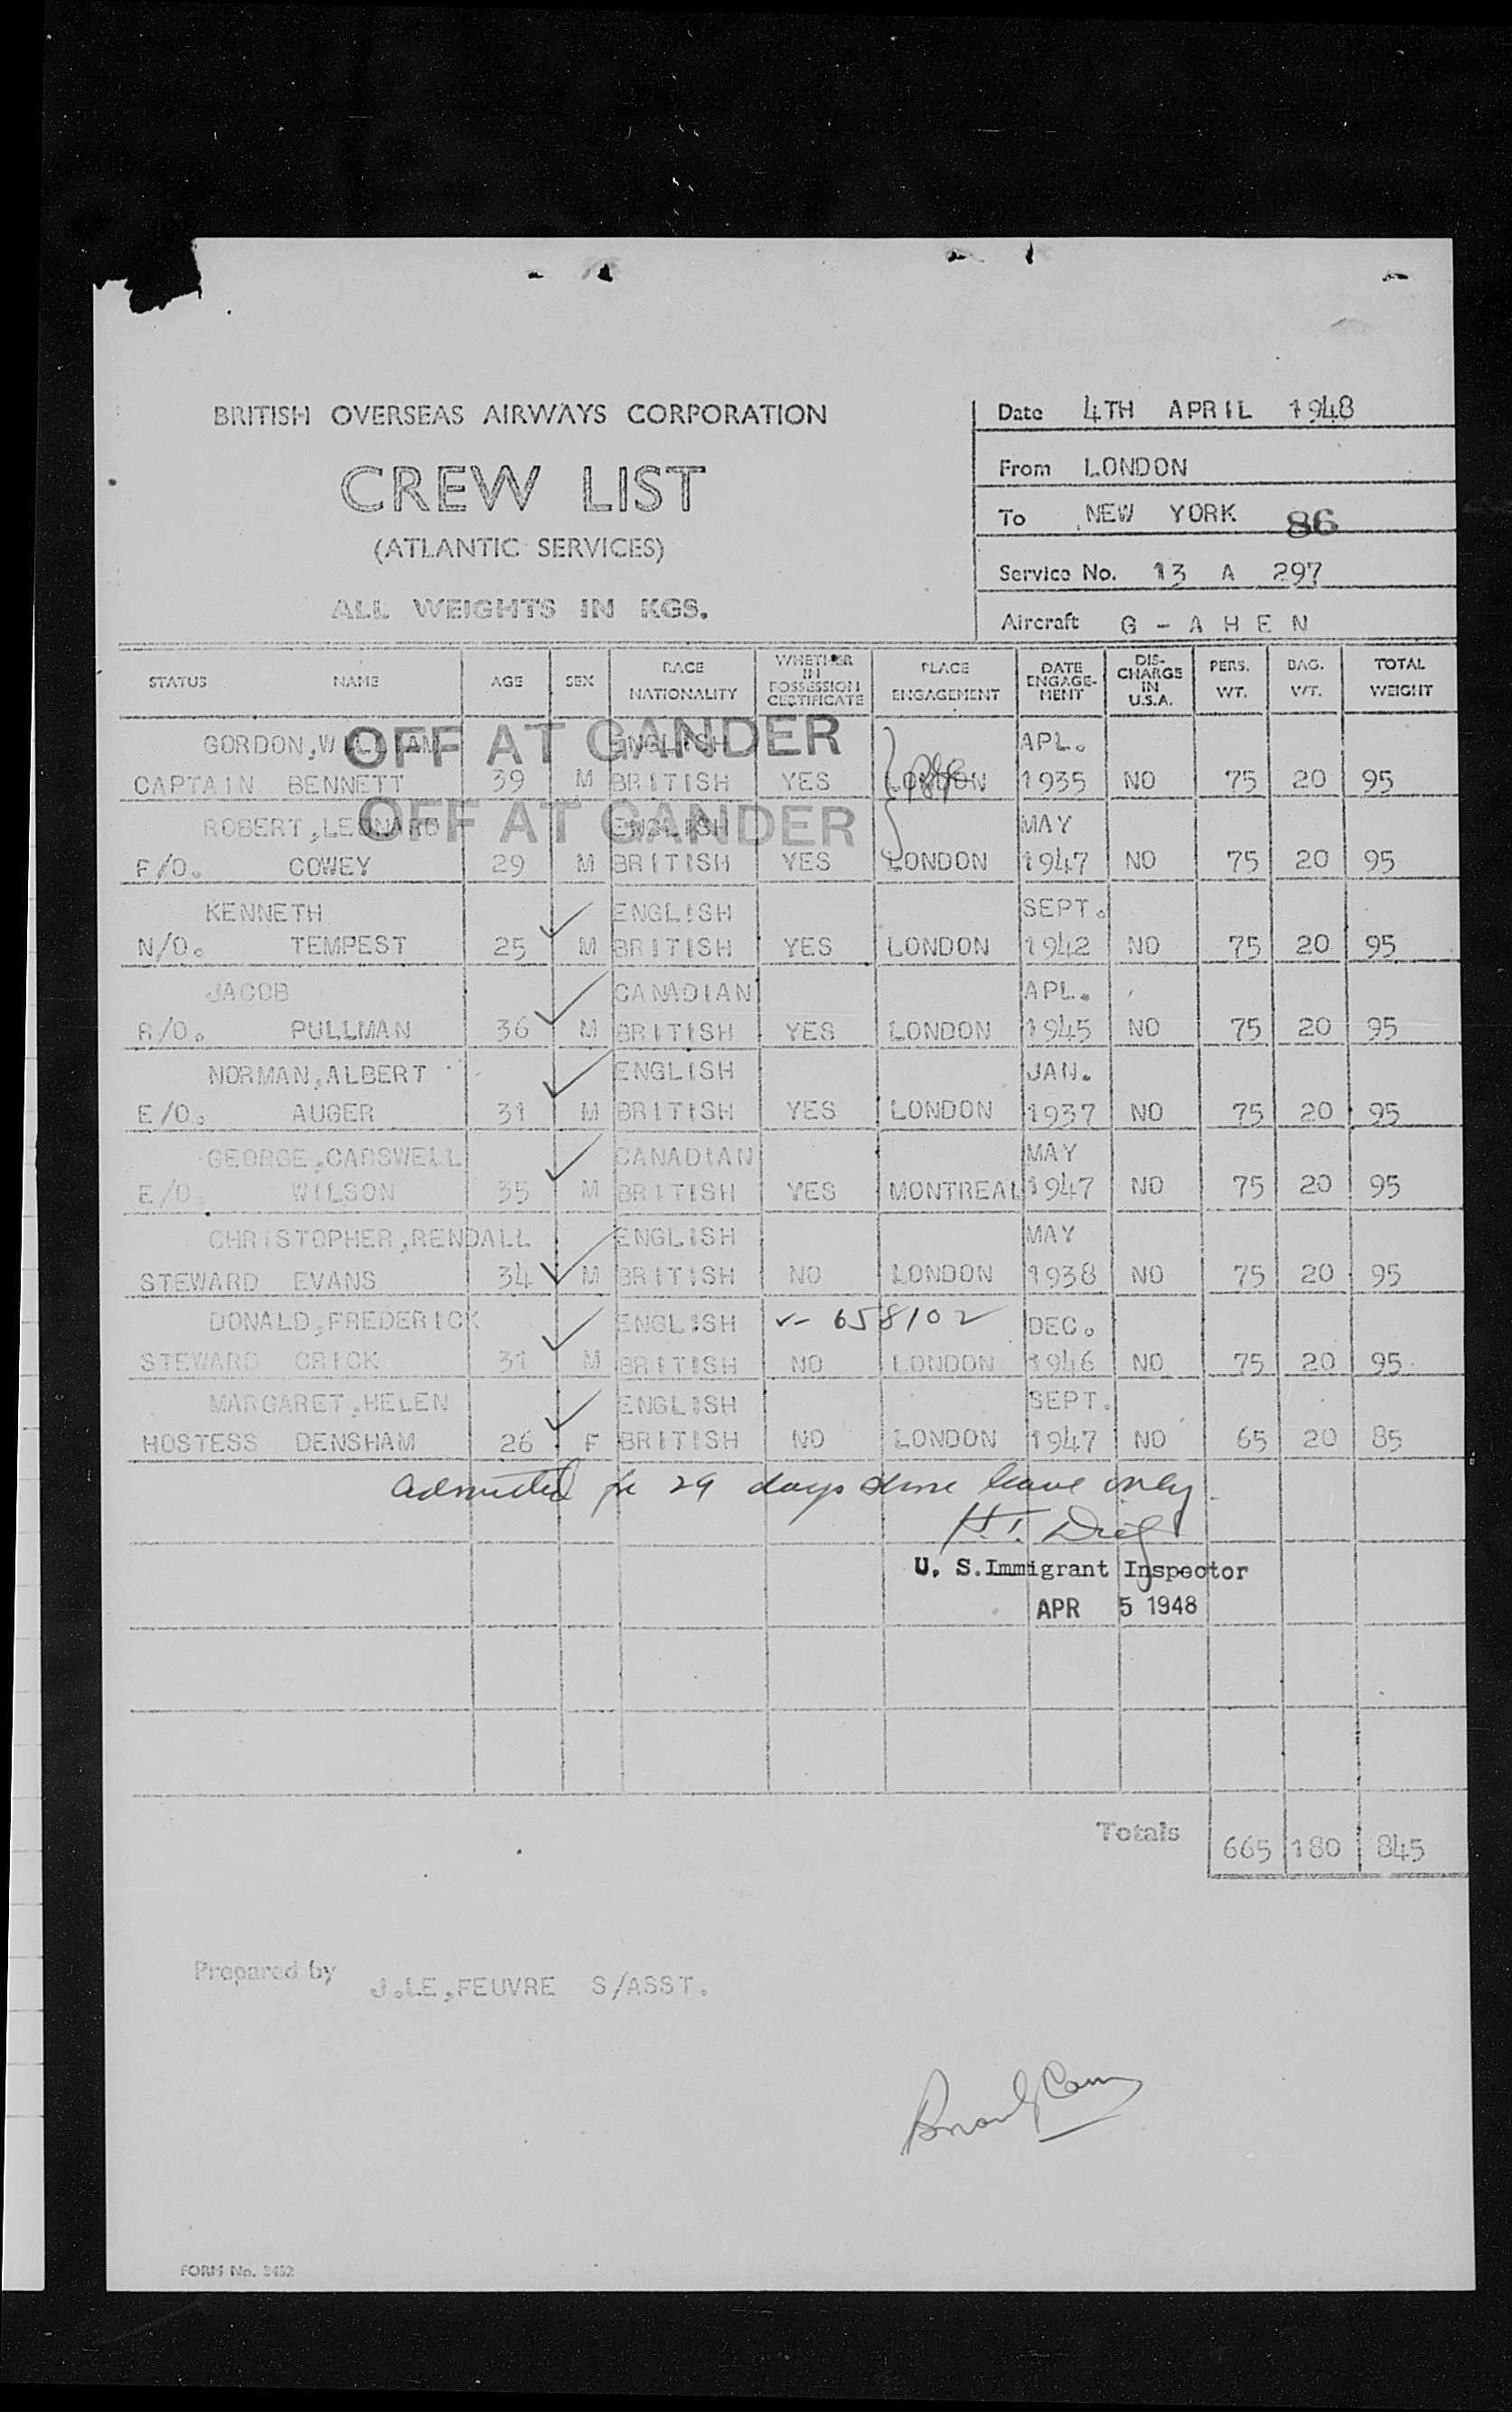 BRITISH OVERSEAS AIRWAYS CORPORATION
CREW LIST
(ATLANTIC SERVICES)
ALL WEIGHTS IN KGS.
Date 4TH APRIL 1948
From LONDON
To NEW YORK 86
Service No. 13 A 297
Aircraft G - A H E N
STATUS NAME AGE SEX RACE NATIONALITY WHETHER IN POSSESSION CERTIFICATE PLACE ENGAGEMENT DATE ENGAGE-MENT DIS-CHARGE IN U.S.A. PERS. WT. BAG. WT. TOTAL WEIGHT
GORDON,WILLIAM ENGLISH APL.
OFF AT GANDER
CAPTAIN BENNETT 39 M BRITISH YES LONDON 1935 NO 75 20 95
ROBERT,LEONARD ENGLISH MAY
OFF AT GANDER
F/O. COWEY 29 M BRITISH YES LONDON 1947 NO 75 20 95
KENNETH ENGLISH SEPT.
N/O. TEMPEST 25 M BRITISH YES LONDON 1942 NO 75 20 95
JACOB CANADIAN APL.
R/O. PULLMAN 36 M BRITISH YES LONDON 1945 NO 75 20 95
NORMAN,ALBERT ENGLISH JAN.
E/O. AUGER 31 M BRITISH YES LONDON 1937 NO 75 20 95
GEORGE,CARSWELL CANADIAN MAY
E/O. WILSON 35 M BRITISH YES MONTREAL 1947 NO 75 20 95
CHRISTOPHER,RENDALL ENGLISH MAY
STEWARD EVANS 34 M BRITISH NO LONDON 1938 NO 75 20 95
DONALD,FREDERICK ENGLISH ✓- 658102 DEC.
STEWARD CRICK 31 M BRITISH NO LONDON 1946 NO 75 20 95
MARGARET,HELEN ENGLISH SEPT.
HOSTESS DENSHAM 26 F BRITISH NO LONDON 1947 NO 65 20 85
admitted for 29 days shore leave only.
H.T.
U. S. Immigrant Inspector
APR 5 1948
Totals 665 180 845
Prepared by J.LE,FEUVRE S/ASST.
FORM No. 2432